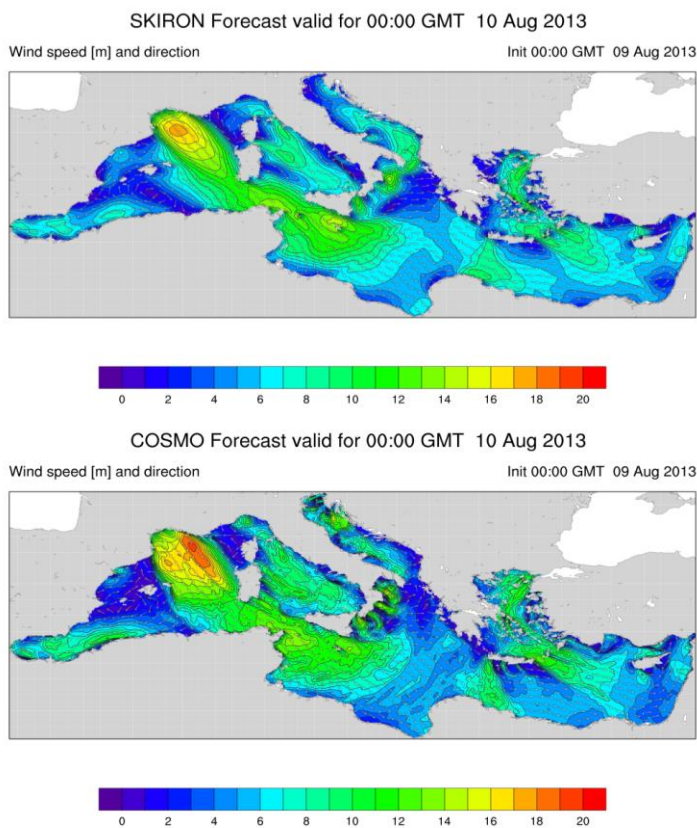 SKIRON Forecast valid for 00:00 GMT 10 Aug 2013
Wind speed [m] and direction Init 00:00 GMT 09 Aug 2013
0 2 4 6 8 10 12 14 16 18 20
COSMO Forecast valid for 00:00 GMT 10 Aug 2013
Wind speed [m] and direction Init 00:00 GMT 09 Aug 2013
0 2 4 6 8 10 12 14 16 18 20